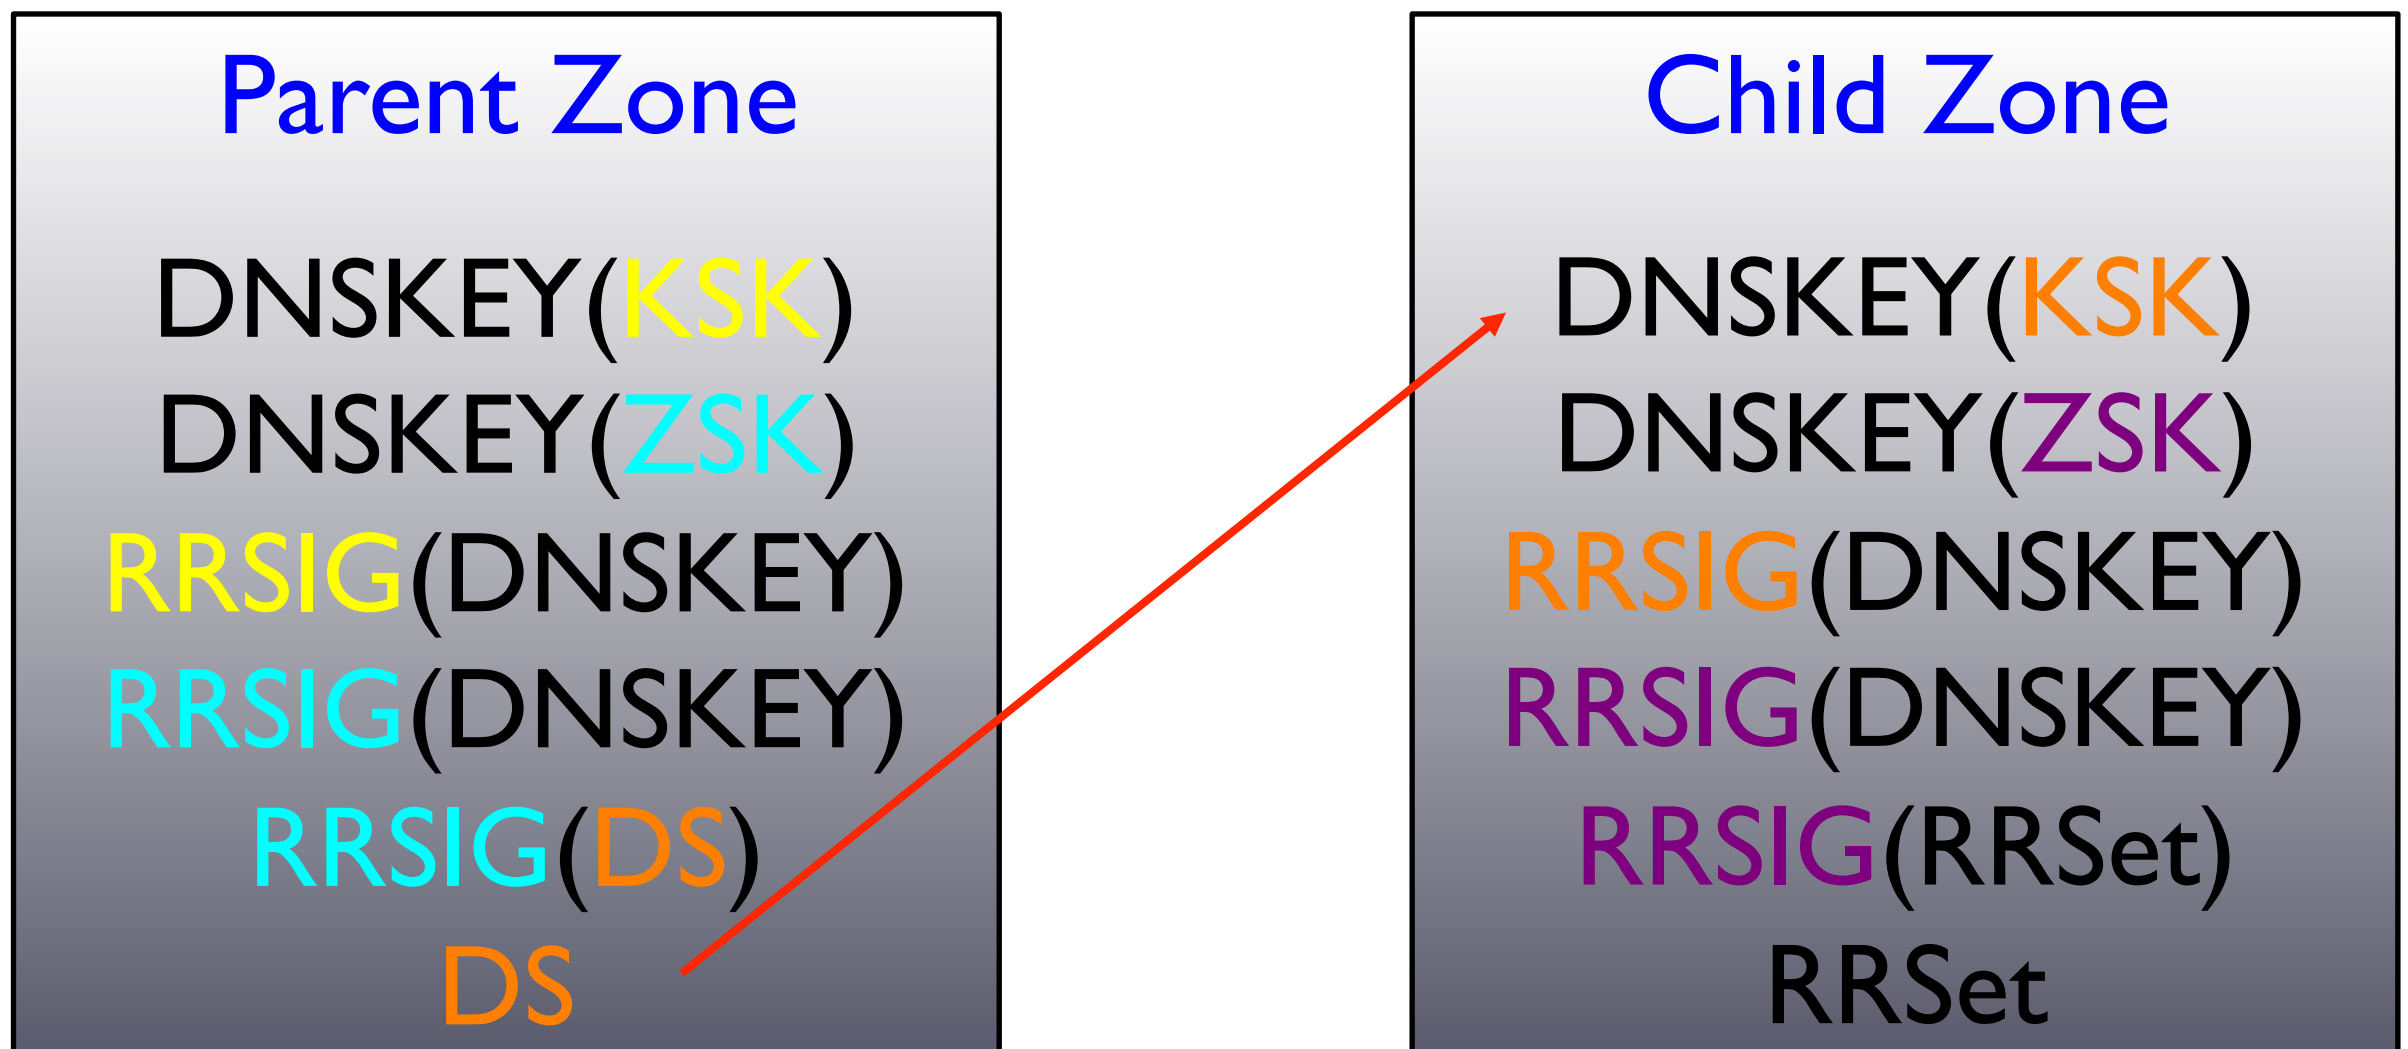 Parent Zone
DNSKEY(KSK)
DNSKEY(ZSK)
RRSIG(DNSKEY)
RRSIG(DNSKEY)
RRSIG(DS)
DS
Child Zone
DNSKEY(KSK)
DNSKEY(ZSK)
RRSIG(DNSKEY)
RRSIG(DNSKEY)
RRSIG(RRSet)
RRSet